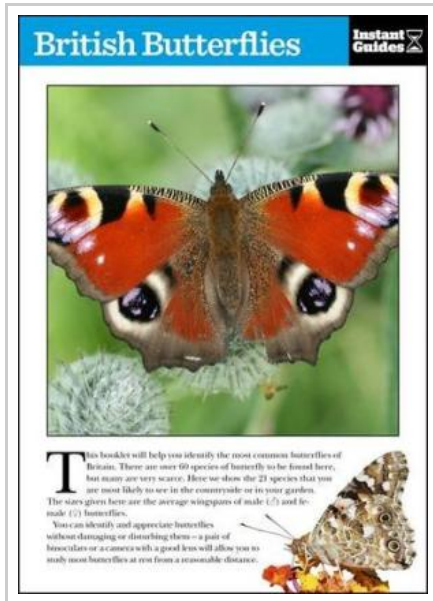 British Butterflies
Instant
Guides
This booklet will help you identify the most common butterflies of
Britain. There are over 60 species of butterfly to be found here,
but many are very scarce. Here we show the 21 species that you
are most likely to see in the countryside or in your garden.
The sizes given here are the average wingspans of male (♂) and fe-
male (♀) butterflies.
You can identify and appreciate butterflies
without damaging or disturbing them – a pair of
binoculars or a camera with a good lens will allow you to
study most butterflies at rest from a reasonable distance.